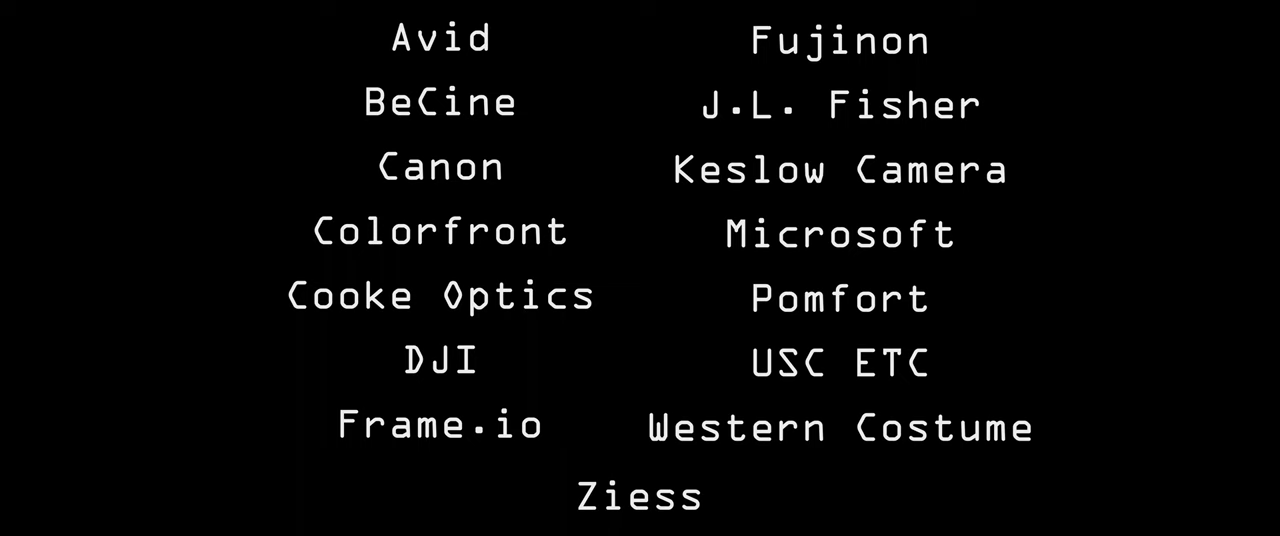 Avid
Fujinon
BeCine
J.L. Fisher
Canon
Keslow Camera
Colorfront
Microsoft
Cooke Optics
Pomfort
DJI
USC ETC
Frame.io
Western Costume
Ziess